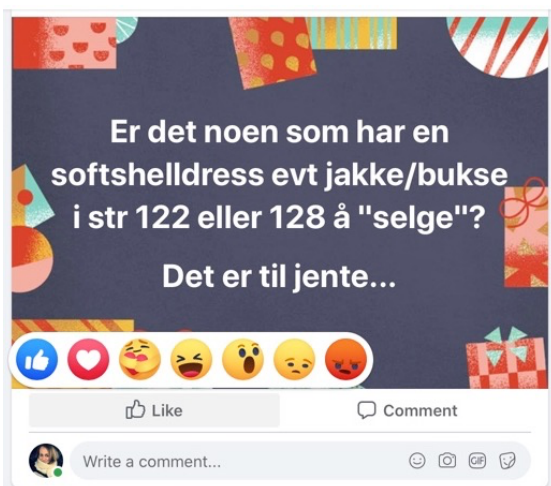 Er det noen som har en
softshelldress evt jakke/bukse
i str 122 eller 128 å "selge"?
Det er til jente...
Like
Comment
Write a comment...
GIF